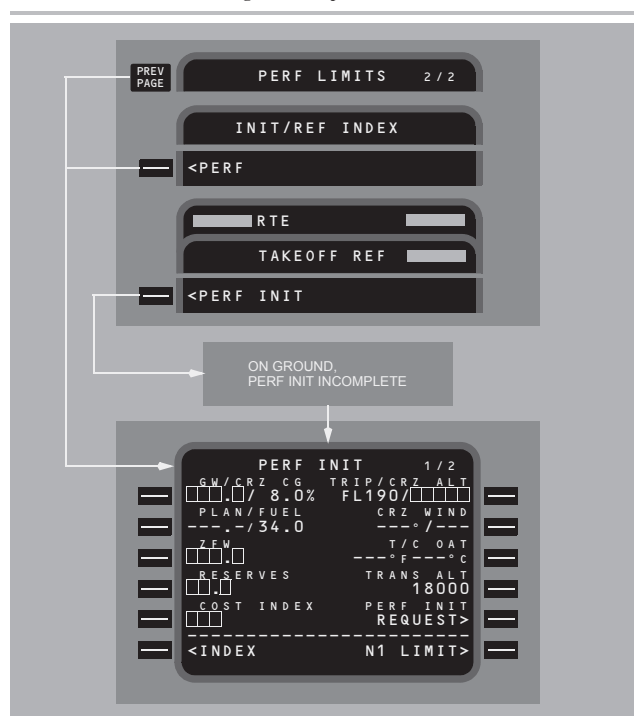 PREV
PAGE
PERF LIMITS 2/2
INIT/REF INDEX
<PERF
RTE
TAKEOFF REF
<PERF INIT
ON GROUND,
PERF INIT INCOMPLETE
PERF INIT 1/2
GW/CRZ CG TRIP/CRZ ALT
□□□.□/ 8.0% FL190/□□□□□
PLAN/FUEL CRZ WIND
---.-/34.0 ---°/---
ZFW T/C OAT
□□□.□ ---°F---°C
RESERVES TRANS ALT
□□.□ 18000
COST INDEX PERF INIT
□□□ REQUEST>
------------------------
<INDEX N1 LIMIT>